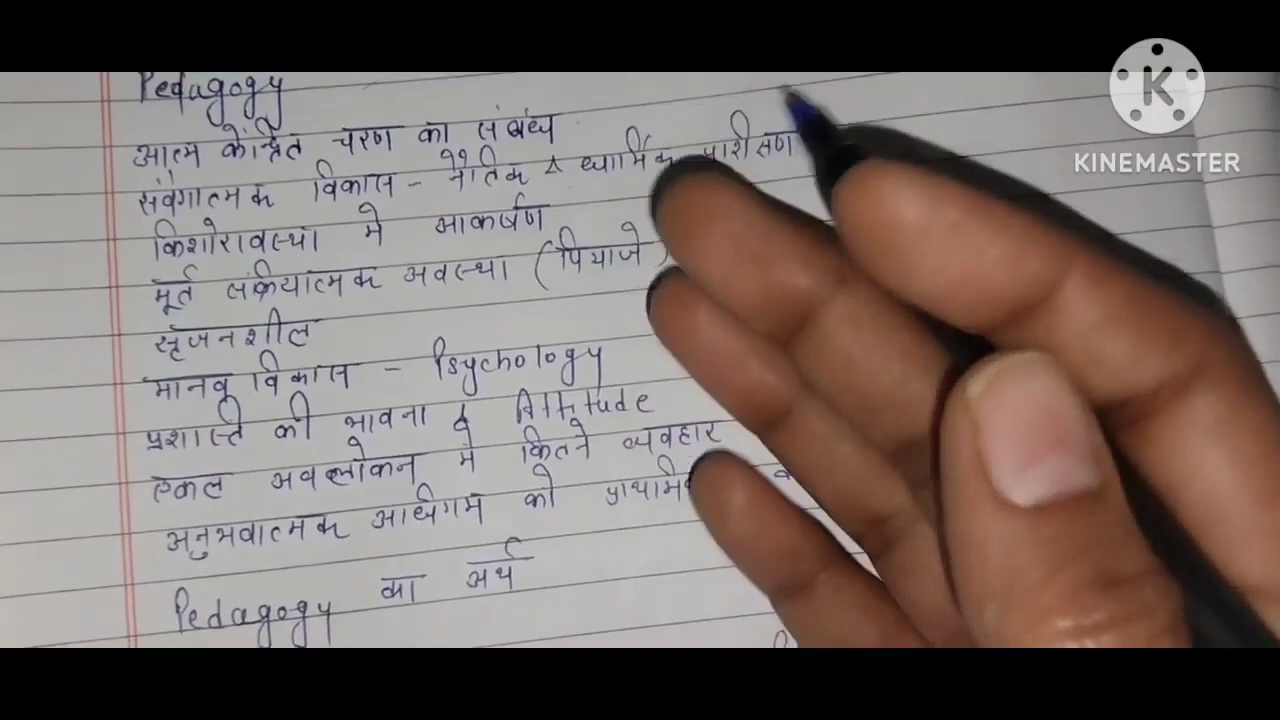 Pedagogy
आत्म केंद्रित चरण का संबंध
संवेगात्मक विकास - नैतिक & धार्मिक
किशोरावस्था मे आकर्षण
मूर्त संक्रियात्मक अवस्था (पियाजे)
सृजनशील
मानव विकास - Psychology
प्रशास्ति की भावना & Attitude
एकल अवलोकन मे कितने व्यवहार
अनुभवात्मक अधिगम को
Pedagogy का अर्थ
KINEMASTER